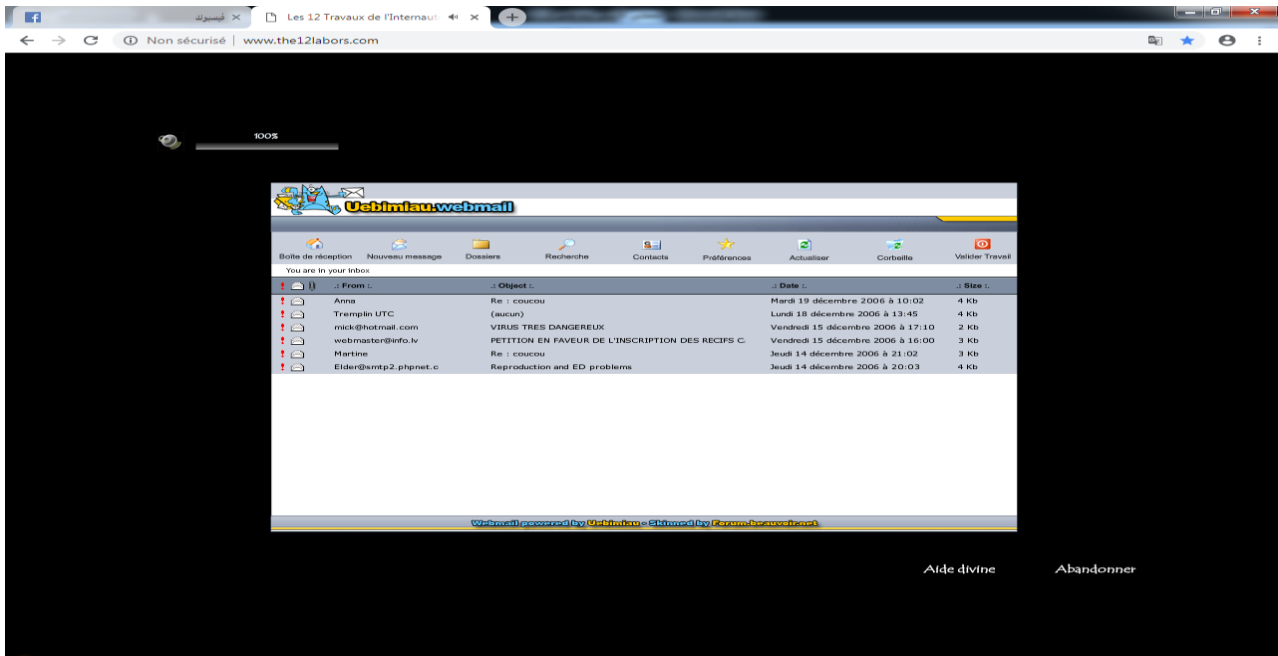 فيسبوك
Les 12 Travaux de l'Internaut
Non sécurisé | www.the12labors.com
100%
Uebimiau.webmail
Boîte de réception Nouveau message Dossiers Recherche Contacts Préférences Actualiser Corbeille Valider Travail
You are in your inbox
.: From :. .: Object :. .: Date :. .: Size :.
Anna Re : coucou Mardi 19 décembre 2006 à 10:02 4 Kb
Tremplin UTC (aucun) Lundi 18 décembre 2006 à 13:45 4 Kb
mick@hotmail.com VIRUS TRES DANGEREUX Vendredi 15 décembre 2006 à 17:10 2 Kb
webmaster@info.lv PETITION EN FAVEUR DE L'INSCRIPTION DES RECIFS C. Vendredi 15 décembre 2006 à 16:00 3 Kb
Martine Re : coucou Jeudi 14 décembre 2006 à 21:02 3 Kb
Elder@smtp2.phpnet.o Reproduction and ED problems Jeudi 14 décembre 2006 à 20:03 4 Kb
Webmail powered by Uebimiau - Skinned by Forum-beauvoir.net
Aide divine Abandonner